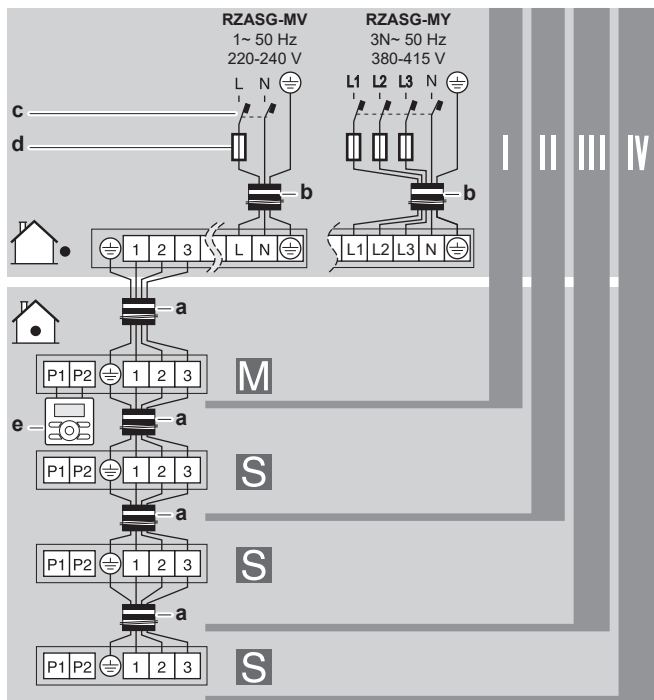 RZASG-MV RZASG-MY
1~ 50 Hz 3N~ 50 Hz
220-240 V 380-415 V
L N L1 L2 L3 N
c
d
I II III IV
b b
1 2 3 L N L1 L2 L3 N
a
P1 P2 1 2 3 M
e a
P1 P2 1 2 3 S
a
P1 P2 1 2 3 S
a
P1 P2 1 2 3 S